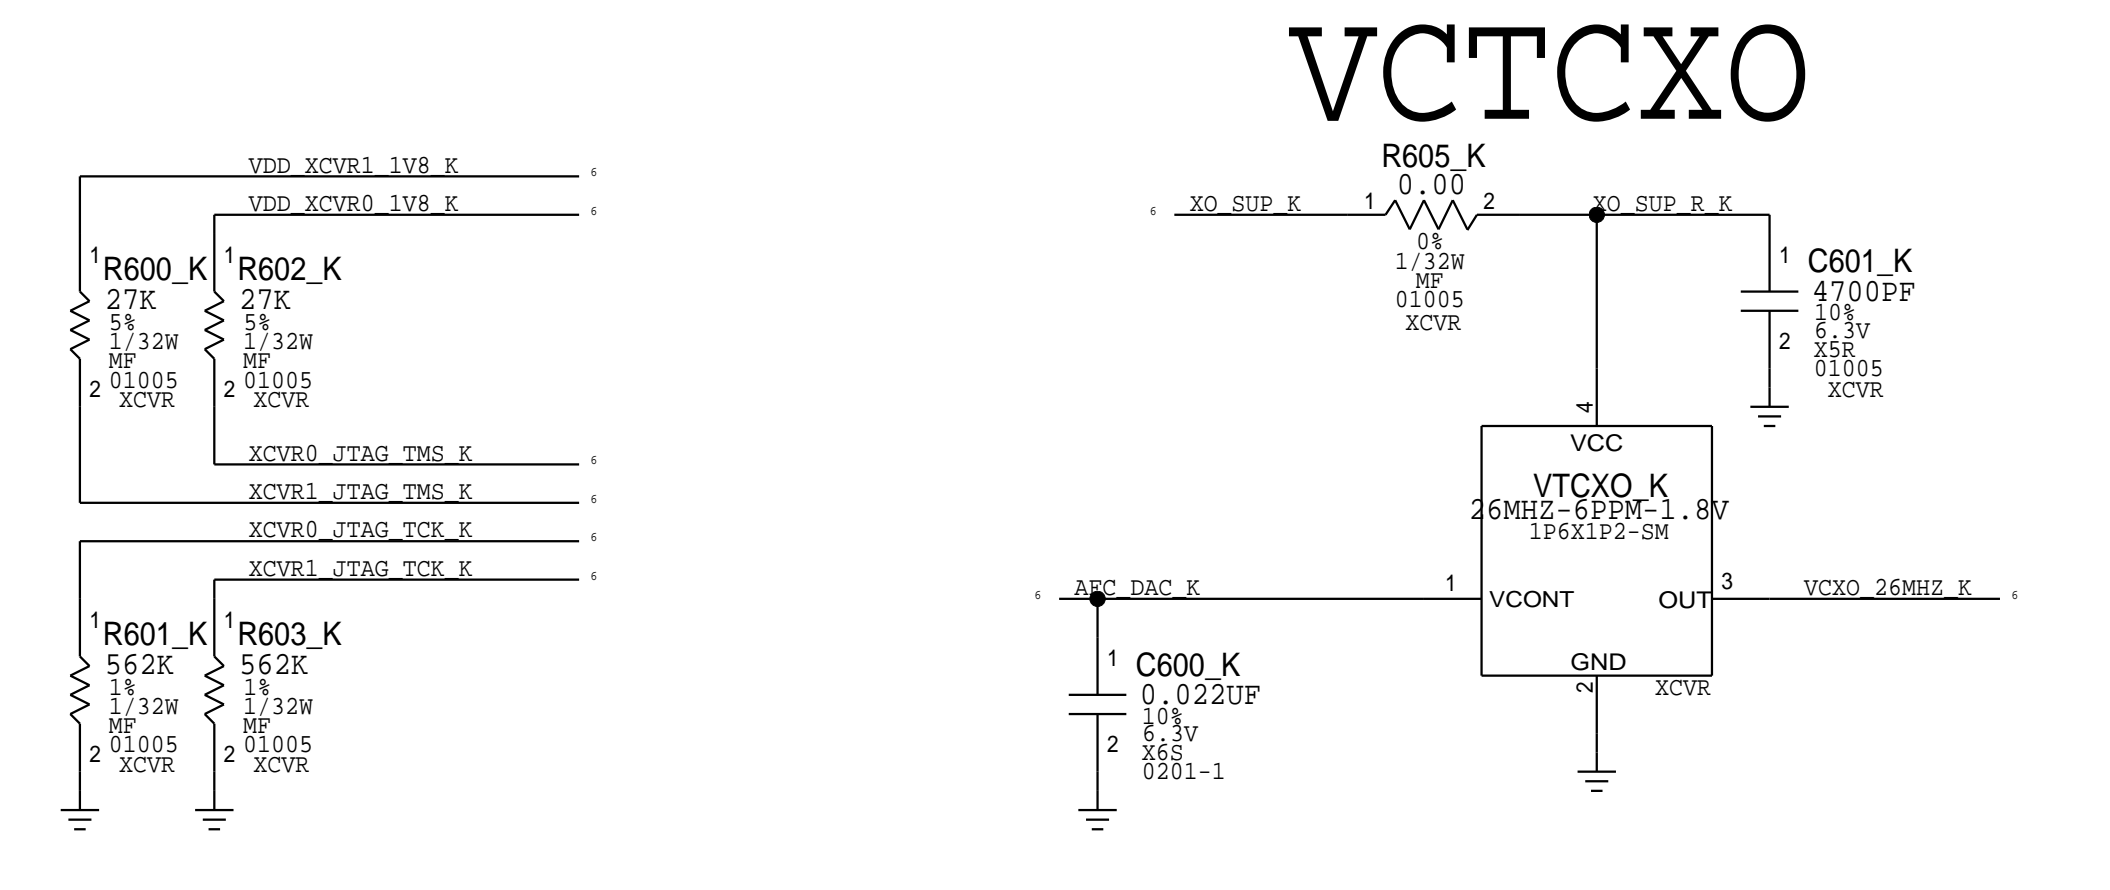 VCTCXO
VDD_XCVR1_1V8_K 6
VDD_XCVR0_1V8_K 6
1 R600_K
27K
5%
1/32W
MF
2 01005
XCVR
1 R602_K
27K
5%
1/32W
MF
2 01005
XCVR
XCVR0_JTAG_TMS_K 6
XCVR1_JTAG_TMS_K 6
XCVR0_JTAG_TCK_K 6
XCVR1_JTAG_TCK_K 6
1 R601_K
562K
1%
1/32W
MF
2 01005
XCVR
1 R603_K
562K
1%
1/32W
MF
2 01005
XCVR
R605_K
0.00
6 XO_SUP_K 1 2 XO_SUP_R_K
0%
1/32W
MF
01005
XCVR
1 C601_K
4700PF
10%
6.3V
2 X5R
01005
XCVR
4
VCC
VTCXO_K
26MHZ-6PPM-1.8V
1P6X1P2-SM
6 AFC_DAC_K 1 VCONT OUT 3 VCXO_26MHZ_K 6
GND
2 XCVR
1 C600_K
0.022UF
10%
6.3V
2 X6S
0201-1